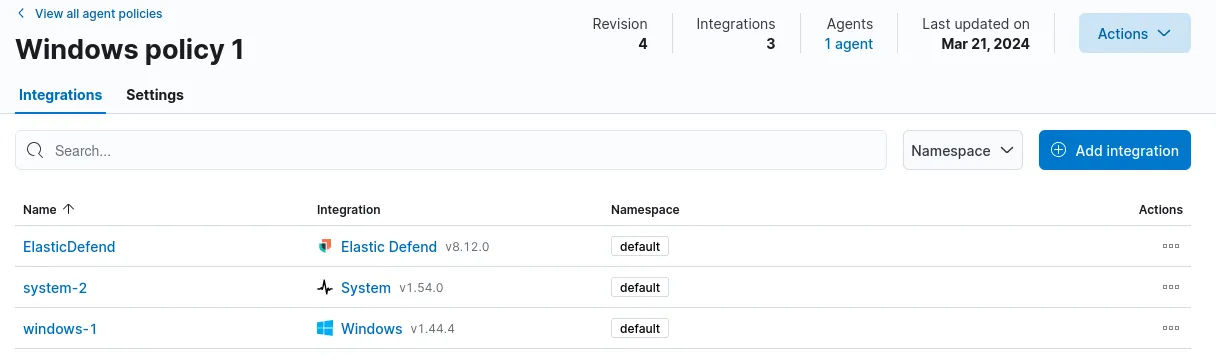 View all agent policies
Windows policy 1
Revision Integrations Agents Last updated on
4 3 1 agent Mar 21, 2024
Actions
Integrations Settings
Search...
Namespace
Add integration
Name Integration Namespace Actions
ElasticDefend Elastic Defend v8.12.0 default
system-2 System v1.54.0 default
windows-1 Windows v1.44.4 default